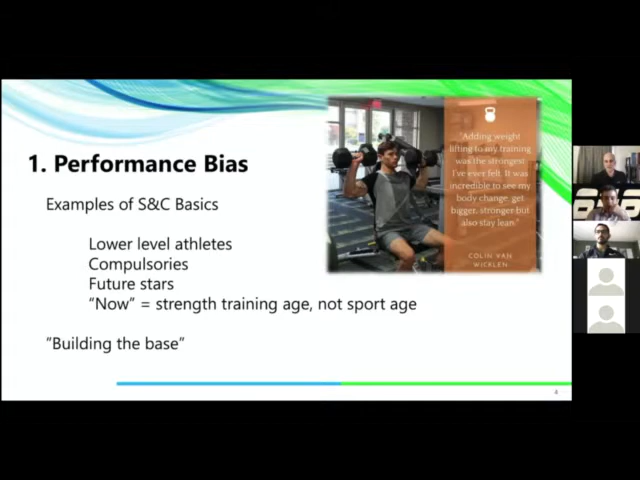 1. Performance Bias
Examples of S&C Basics
Lower level athletes
Compulsories
Future stars
“Now” = strength training age, not sport age
”Building the base”
"Adding weight
lifting to my training
was the strongest
I've ever felt. It was
incredible to see my
body change, get
bigger, stronger but
also stay lean."
COLIN VAN
WICKLEN
4